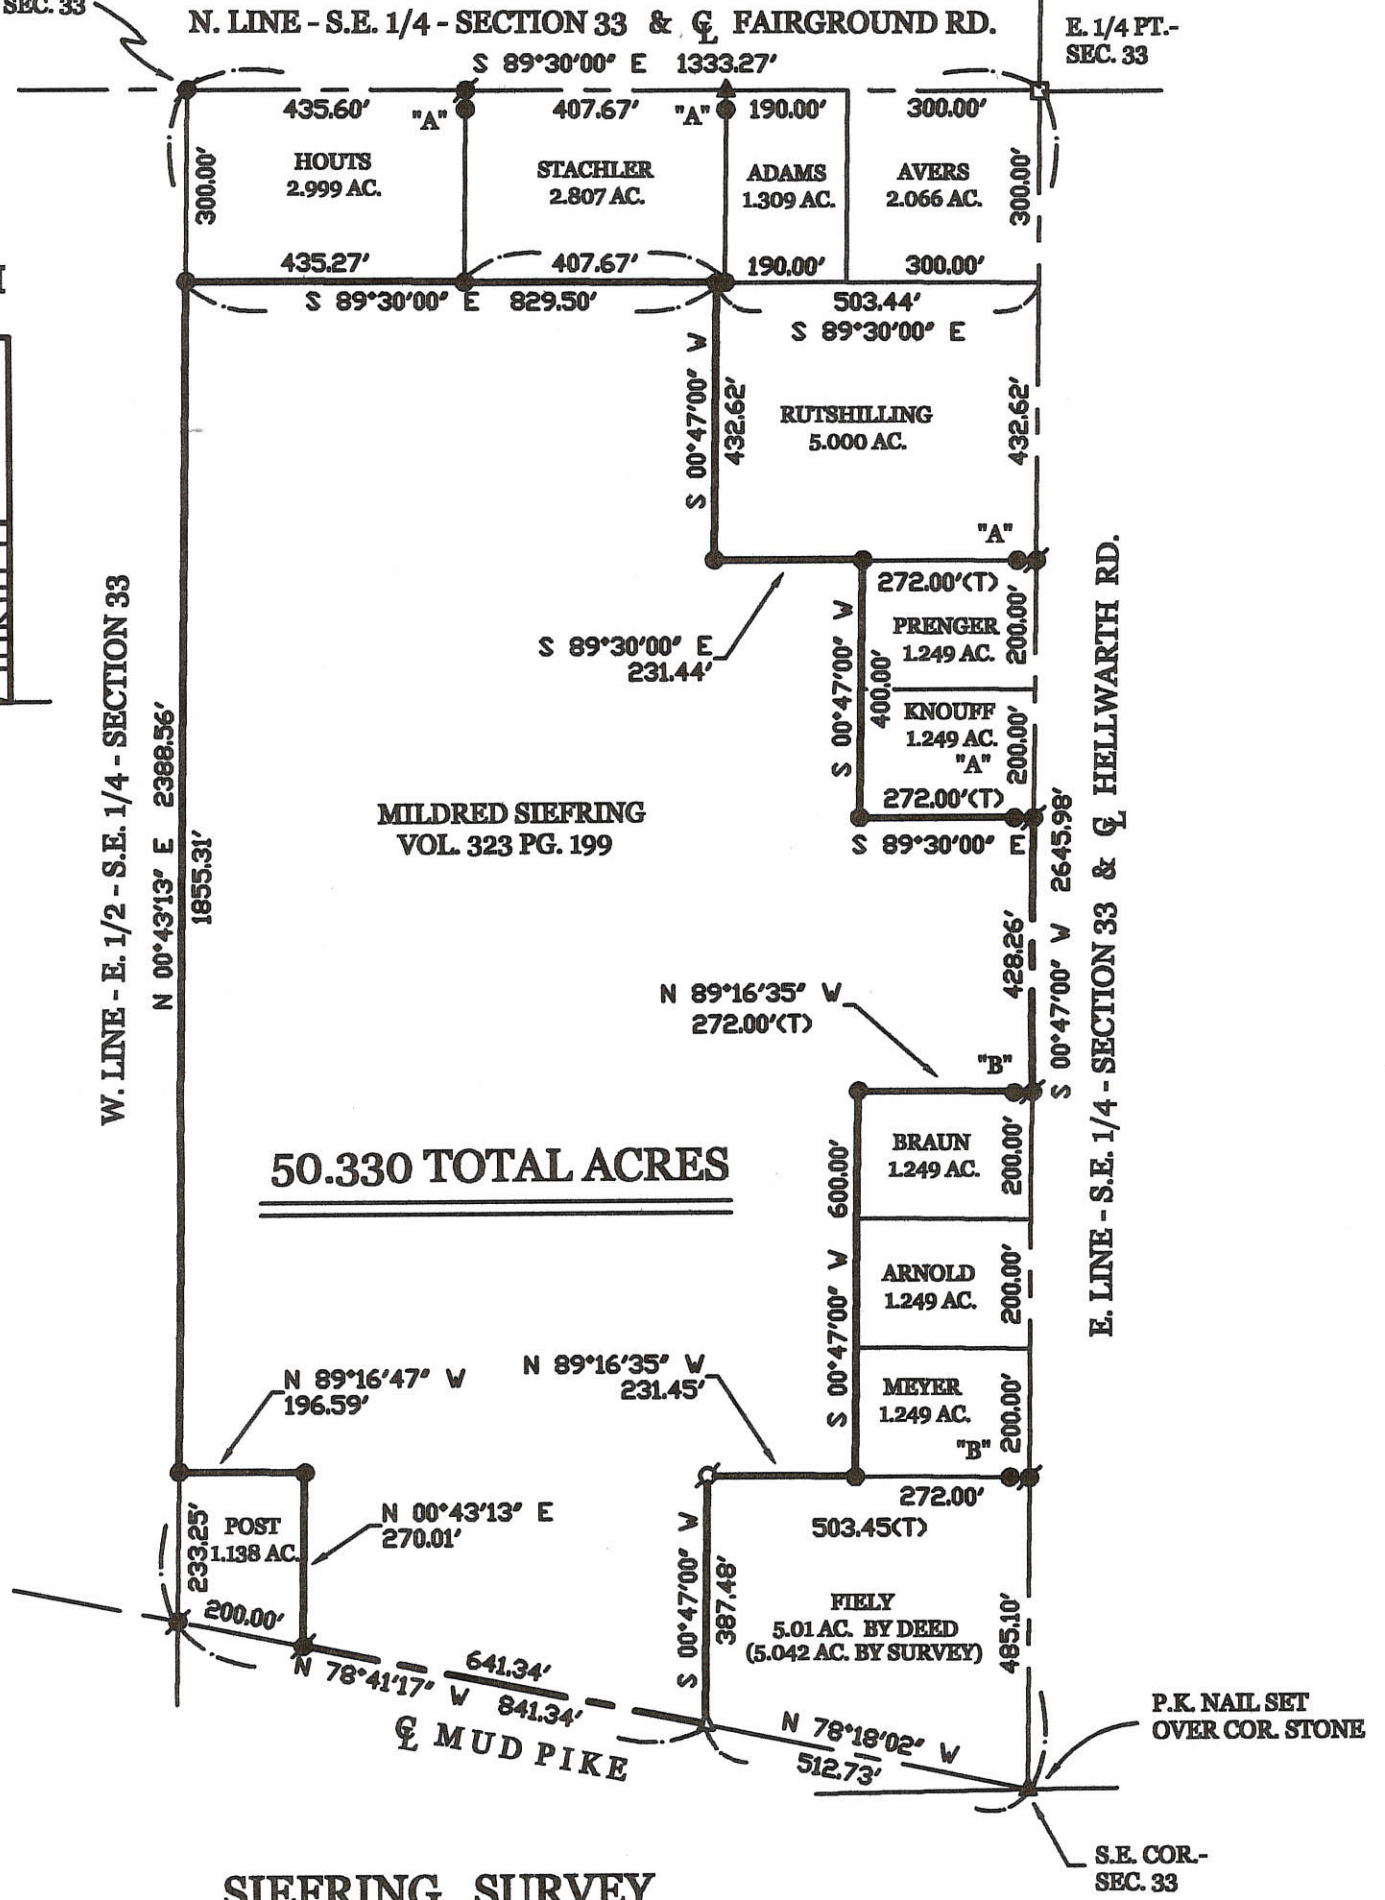 SEC. 33
N. LINE - S.E. 1/4 - SECTION 33 & ℄ FAIRGROUND RD.
E. 1/4 PT.-
SEC. 33
S 89°30'00" E 1333.27'
435.60'
"A"
407.67'
"A"
190.00'
300.00'
HOUTS
2.999 AC.
STACHLER
2.807 AC.
ADAMS
1.309 AC.
AVERS
2.066 AC.
300.00'
300.00'
435.27'
407.67'
190.00'
300.00'
S 89°30'00" E 829.50'
503.44'
S 89°30'00" E
S 00°47'00" W
432.62'
RUTSHILLING
5.000 AC.
432.62'
"A"
272.00'(T)
S 89°30'00" E
231.44'
PRENGER
1.249 AC.
200.00'
S 00°47'00" W
400.00'
KNOUFF
1.249 AC.
"A"
200.00'
272.00'(T)
S 89°30'00" E
W. LINE - E. 1/2 - S.E. 1/4 - SECTION 33
N 00°43'13" E 2388.56'
1855.31'
MILDRED SIEFRING
VOL. 323 PG. 199
428.26'
S 00°47'00" W 2645.98'
E. LINE - S.E. 1/4 - SECTION 33 & ℄ HELLWARTH RD.
N 89°16'35" W
272.00'(T)
"B"
50.330 TOTAL ACRES
BRAUN
1.249 AC.
200.00'
S 00°47'00" W 600.00'
ARNOLD
1.249 AC.
200.00'
MEYER
1.249 AC.
"B"
200.00'
N 89°16'47" W
196.59'
N 89°16'35" W
231.45'
272.00'
503.45(T)
N 00°43'13" E
270.01'
POST
1.138 AC.
233.25'
200.00'
S 00°47'00" W
387.48'
FIELY
5.01 AC. BY DEED
(5.042 AC. BY SURVEY)
485.10'
641.34'
N 78°41'17" W 841.34'
℄ MUD PIKE
N 78°18'02" W
512.73'
P.K. NAIL SET
OVER COR. STONE
S.E. COR.-
SEC. 33
SIEFRING SURVEY